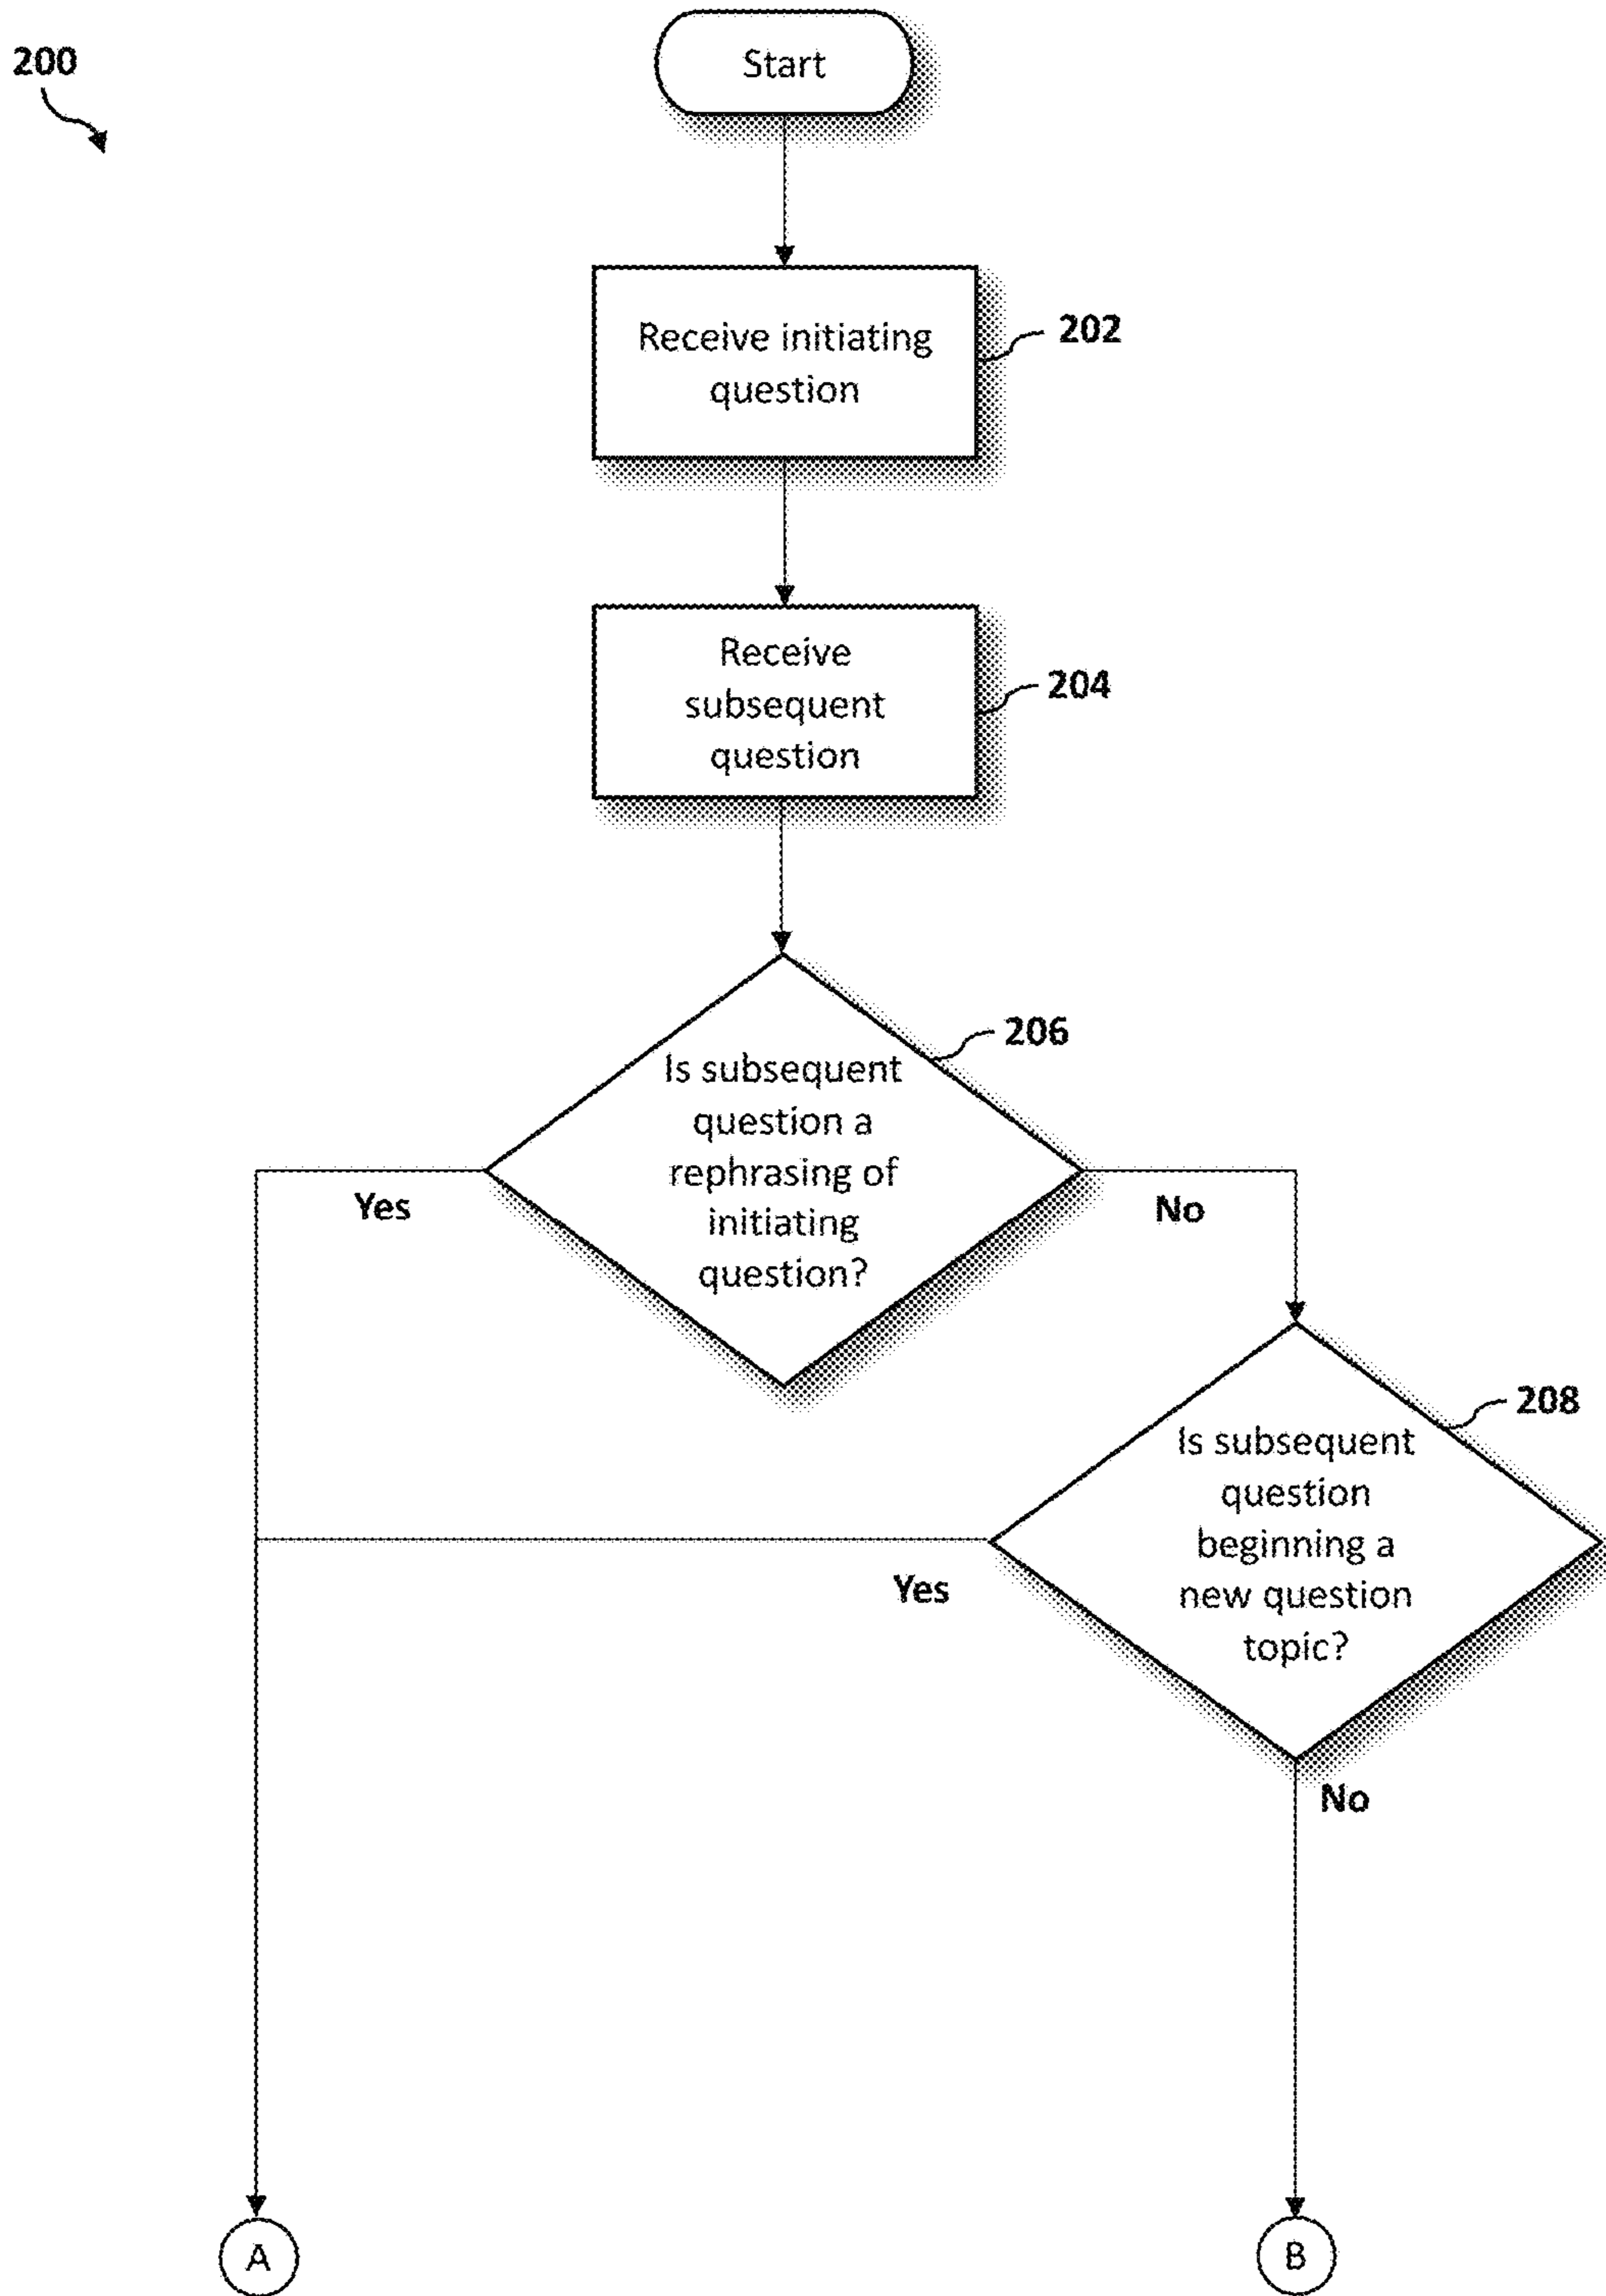 200
Start
Receive initiating
question
202
Receive
subsequent
question
204
206
Is subsequent
question a
rephrasing of
initiating
question?
Yes
No
208
Is subsequent
question
beginning a
new question
topic?
Yes
No
A
B